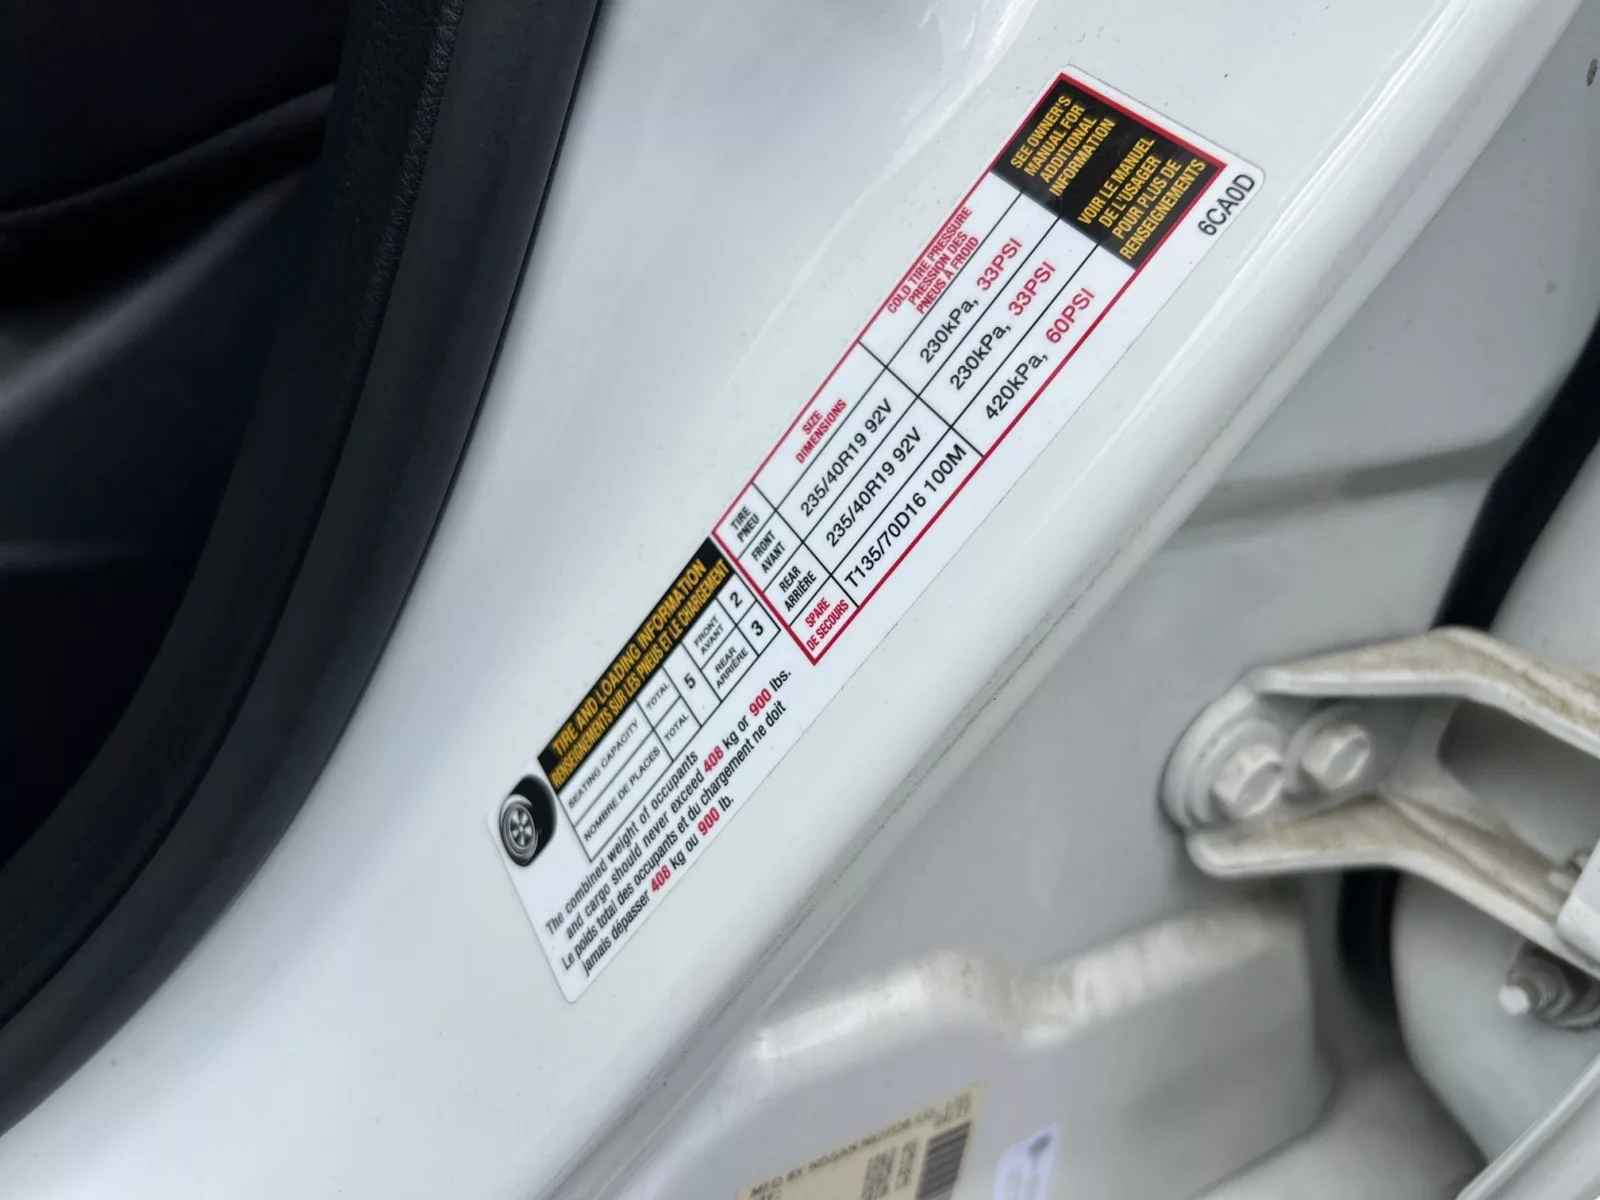 TIRE AND LOADING INFORMATION
RENSEIGNEMENTS SUR LES PNEUS ET LE CHARGEMENT
SEATING CAPACITY
NOMBRE DE PLACES
TOTAL
TOTAL
5
FRONT
AVANT
2
REAR
ARRIÈRE
3
The combined weight of occupants
and cargo should never exceed 408 kg or 900 lbs.
Le poids total des occupants et du chargement ne doit
jamais dépasser 408 kg ou 900 lb.
TIRE
PNEU
SIZE
DIMENSIONS
COLD TIRE PRESSURE
PRESSION DES
PNEUS À FROID
FRONT
AVANT
235/40R19 92V
230kPa, 33PSI
REAR
ARRIÈRE
235/40R19 92V
230kPa, 33PSI
SPARE
DE SECOURS
T135/70D16 100M
420kPa, 60PSI
SEE OWNER'S
MANUAL FOR
ADDITIONAL
INFORMATION
VOIR LE MANUEL
DE L'USAGER
POUR PLUS DE
RENSEIGNEMENTS
6CA0D